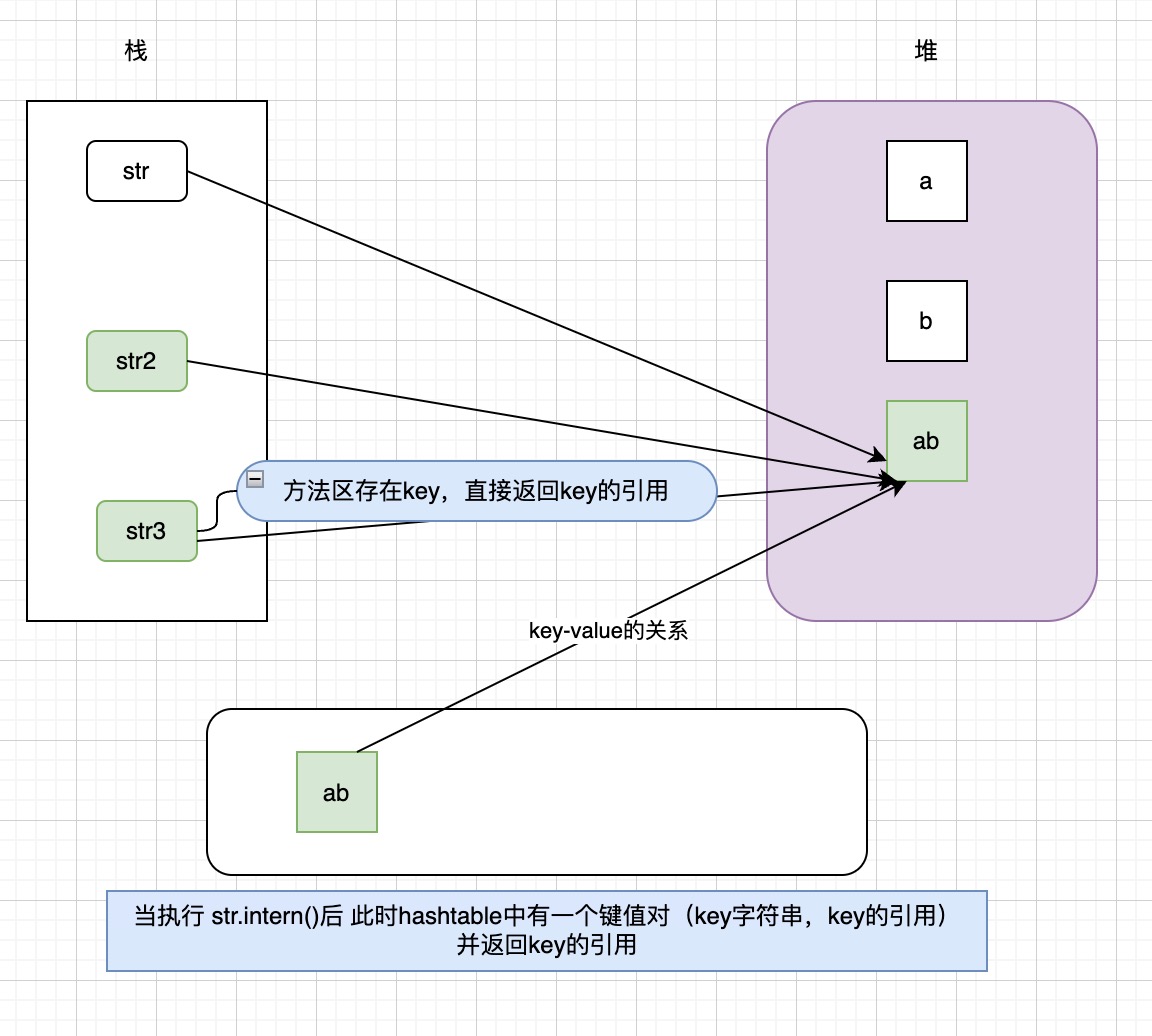 栈
堆
str
a
b
str2
ab
方法区存在key，直接返回key的引用
str3
key-value的关系
ab
当执行 str.intern()后 此时hashtable中有一个键值对（key字符串，key的引用）
并返回key的引用